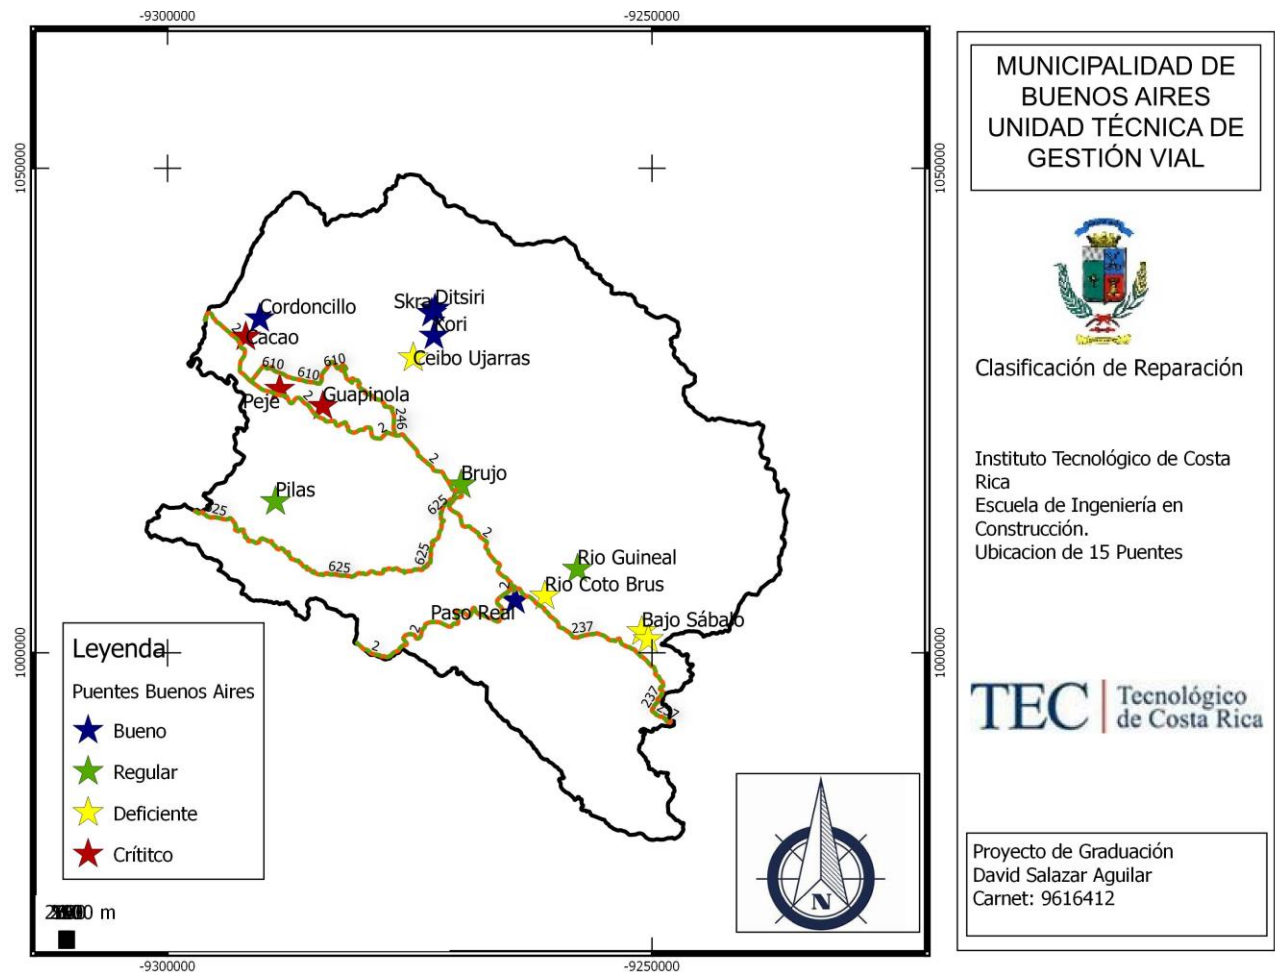 -9300000
-9250000
1050000
1050000
Cordoncillo
Skra
Ditsiri
Kori
2
Cacao
Ceibo Ujarras
610
610
610
Peje
2
Guapinola
246
2
2
Brujo
Pilas
625
625
2
625
625
Rio Guineal
2
Rio Coto Brus
Paso Real
Bajo Sábalo
237
2
2
237
237
1000000
1000000
Leyenda
Puentes Buenos Aires
Bueno
Regular
Deficiente
Crítitco
N
m
-9300000
-9250000
MUNICIPALIDAD DE
BUENOS AIRES
UNIDAD TÉCNICA DE
GESTIÓN VIAL
Clasificación de Reparación
Instituto Tecnológico de Costa
Rica
Escuela de Ingeniería en
Construcción.
Ubicacion de 15 Puentes
TEC
Tecnológico
de Costa Rica
Proyecto de Graduación
David Salazar Aguilar
Carnet: 9616412